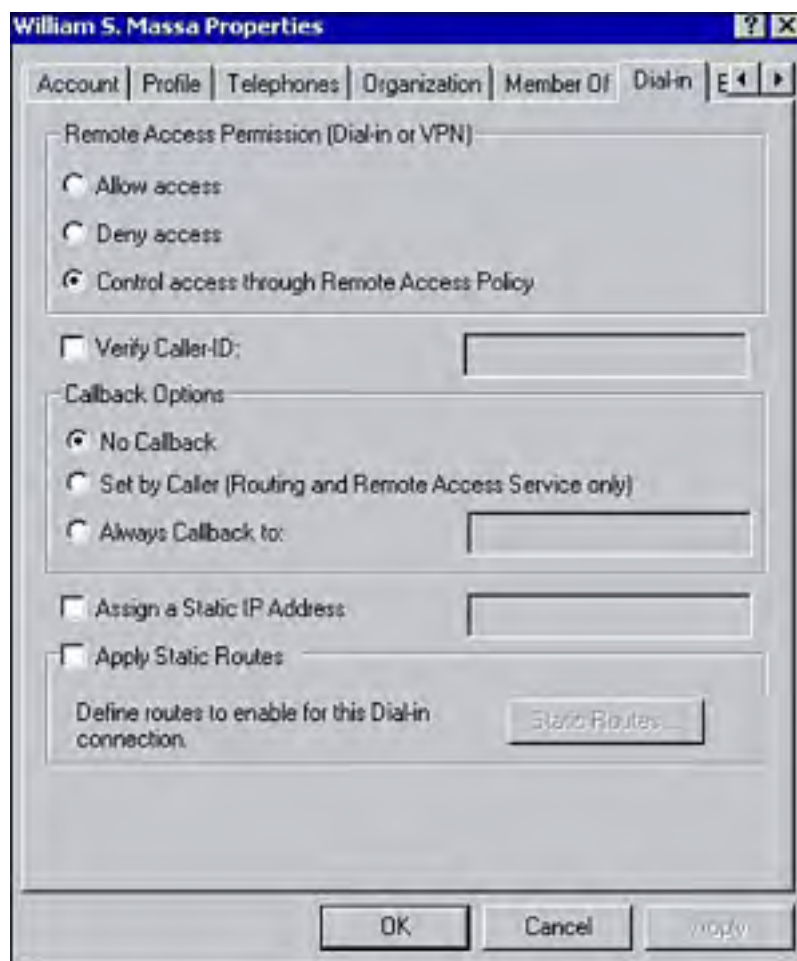 William S. Massa Properties
Account Profile Telephones Organization Member Of Dial-in E
Remote Access Permission (Dial-in or VPN)
Allow access
Deny access
Control access through Remote Access Policy
Verify Caller-ID:
Callback Options
No Callback
Set by Caller (Routing and Remote Access Service only)
Always Callback to:
Assign a Static IP Address
Apply Static Routes
Define routes to enable for this Dial-in
connection.
Static Routes...
OK Cancel Apply